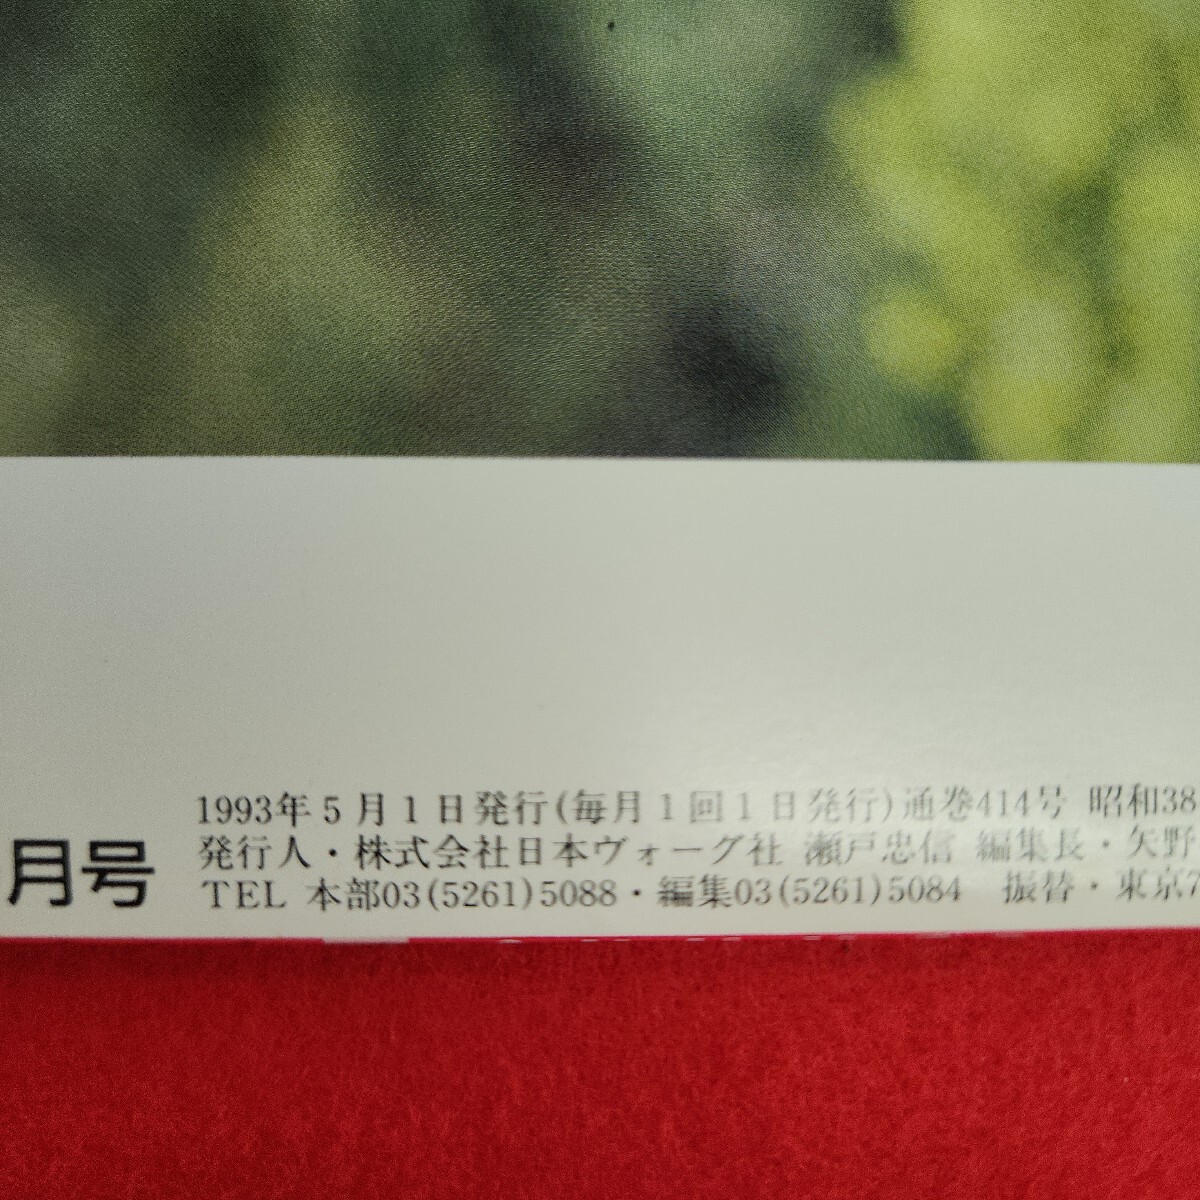 月号
1993年5月1日発行(毎月1回1日発行)通巻414号 昭和38
発行人・株式会社日本ヴォーグ社 瀬戸忠信 編集長・矢野
TEL 本部03(5261)5088・編集03(5261)5084 振替・東京7